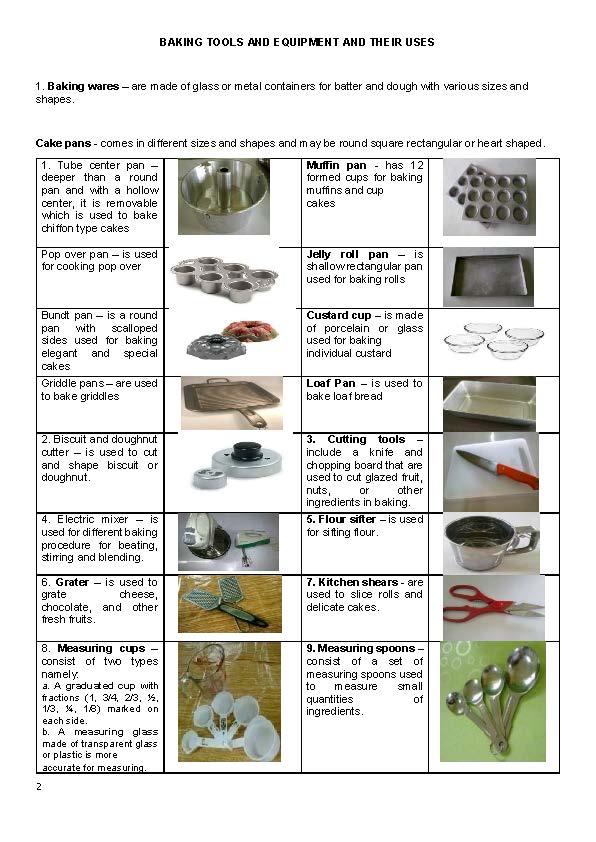 BAKING TOOLS AND EQUIPMENT AND THEIR USES
1. Baking wares – are made of glass or metal containers for batter and dough with various sizes and
shapes.
Cake pans - comes in different sizes and shapes and may be round square rectangular or heart shaped.
1. Tube center pan –
deeper than a round
pan and with a hollow
center, it is removable
which is used to bake
chiffon type cakes
Muffin pan - has 12
formed cups for baking
muffins and cup
cakes
Pop over pan – is used
for cooking pop over
Jelly roll pan – is
shallow rectangular pan
used for baking rolls
Bundt pan – is a round
pan with scalloped
sides used for baking
elegant and special
cakes
Custard cup – is made
of porcelain or glass
used for baking
individual custard
Griddle pans – are used
to bake griddles
Loaf Pan – is used to
bake loaf bread
2. Biscuit and doughnut
cutter – is used to cut
and shape biscuit or
doughnut.
3. Cutting tools –
include a knife and
chopping board that are
used to cut glazed fruit,
nuts, or other
ingredients in baking.
4. Electric mixer – is
used for different baking
procedure for beating,
stirring and blending.
5. Flour sifter – is used
for sifting flour.
6. Grater – is used to
grate cheese,
chocolate, and other
fresh fruits.
7. Kitchen shears - are
used to slice rolls and
delicate cakes.
8. Measuring cups –
consist of two types
namely:
a. A graduated cup with
fractions (1, 3/4, 2/3, ½,
1/3, ¼, 1/8) marked on
each side.
b. A measuring glass
made of transparent glass
or plastic is more
accurate for measuring.
9. Measuring spoons –
consist of a set of
measuring spoons used
to measure small
quantities of
ingredients.
2